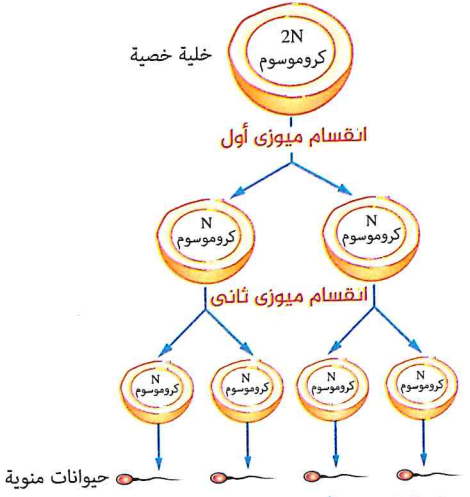 2N
كروموسوم
خلية خصية
انقسام ميوزى أول
N
كروموسوم
N
كروموسوم
انقسام ميوزى ثانى
N
كروموسوم
N
كروموسوم
N
كروموسوم
N
كروموسوم
حيوانات منوية